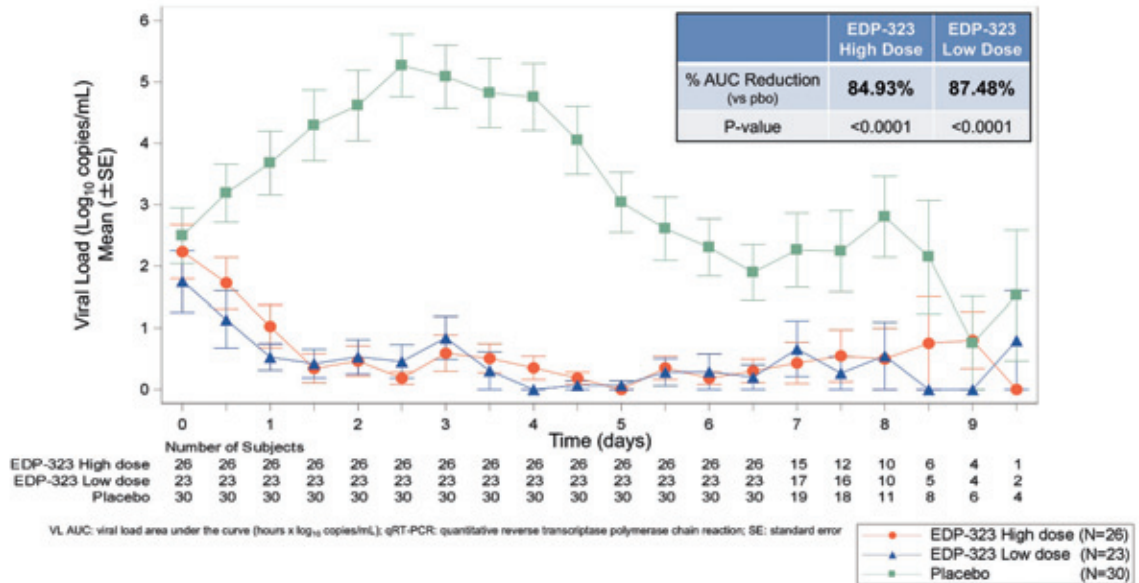 EDP-323 High Dose EDP-323 Low Dose
% AUC Reduction (vs pbo) 84.93% 87.48%
P-value <0.0001 <0.0001
Viral Load (Log10 copies/mL)
Mean (±SE)
6
5
4
3
2
1
0
0 1 2 3 4 5 6 7 8 9
Time (days)
Number of Subjects
EDP-323 High dose 26 26 26 26 26 26 26 26 26 26 26 26 26 26 15 12 10 6 4 1
EDP-323 Low dose 23 23 23 23 23 23 23 23 23 23 23 23 23 23 17 16 10 5 4 2
Placebo 30 30 30 30 30 30 30 30 30 30 30 30 30 30 19 18 11 8 6 4
VL AUC: viral load area under the curve (hours x log10 copies/mL); qRT-PCR: quantitative reverse transcriptase polymerase chain reaction; SE: standard error
EDP-323 High dose (N=26)
EDP-323 Low dose (N=23)
Placebo (N=30)